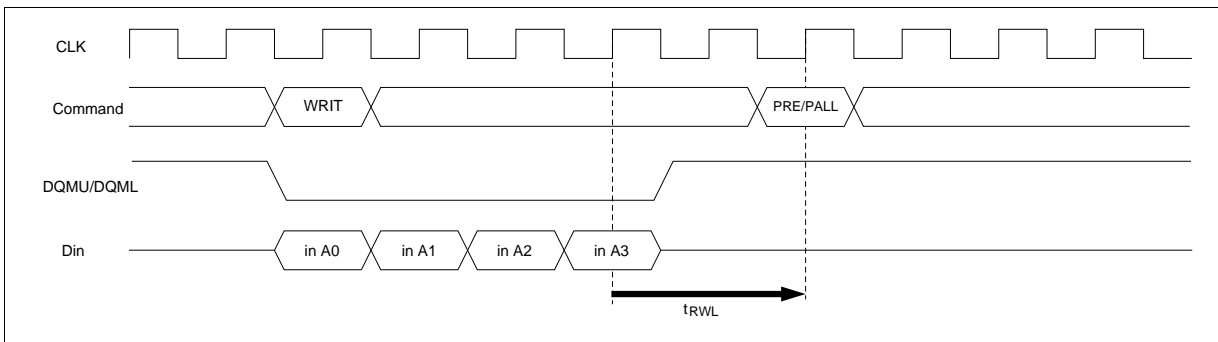 CLK
Command WRIT PRE/PALL
DQMU/DQML
Din in A0 in A1 in A2 in A3
tRWL